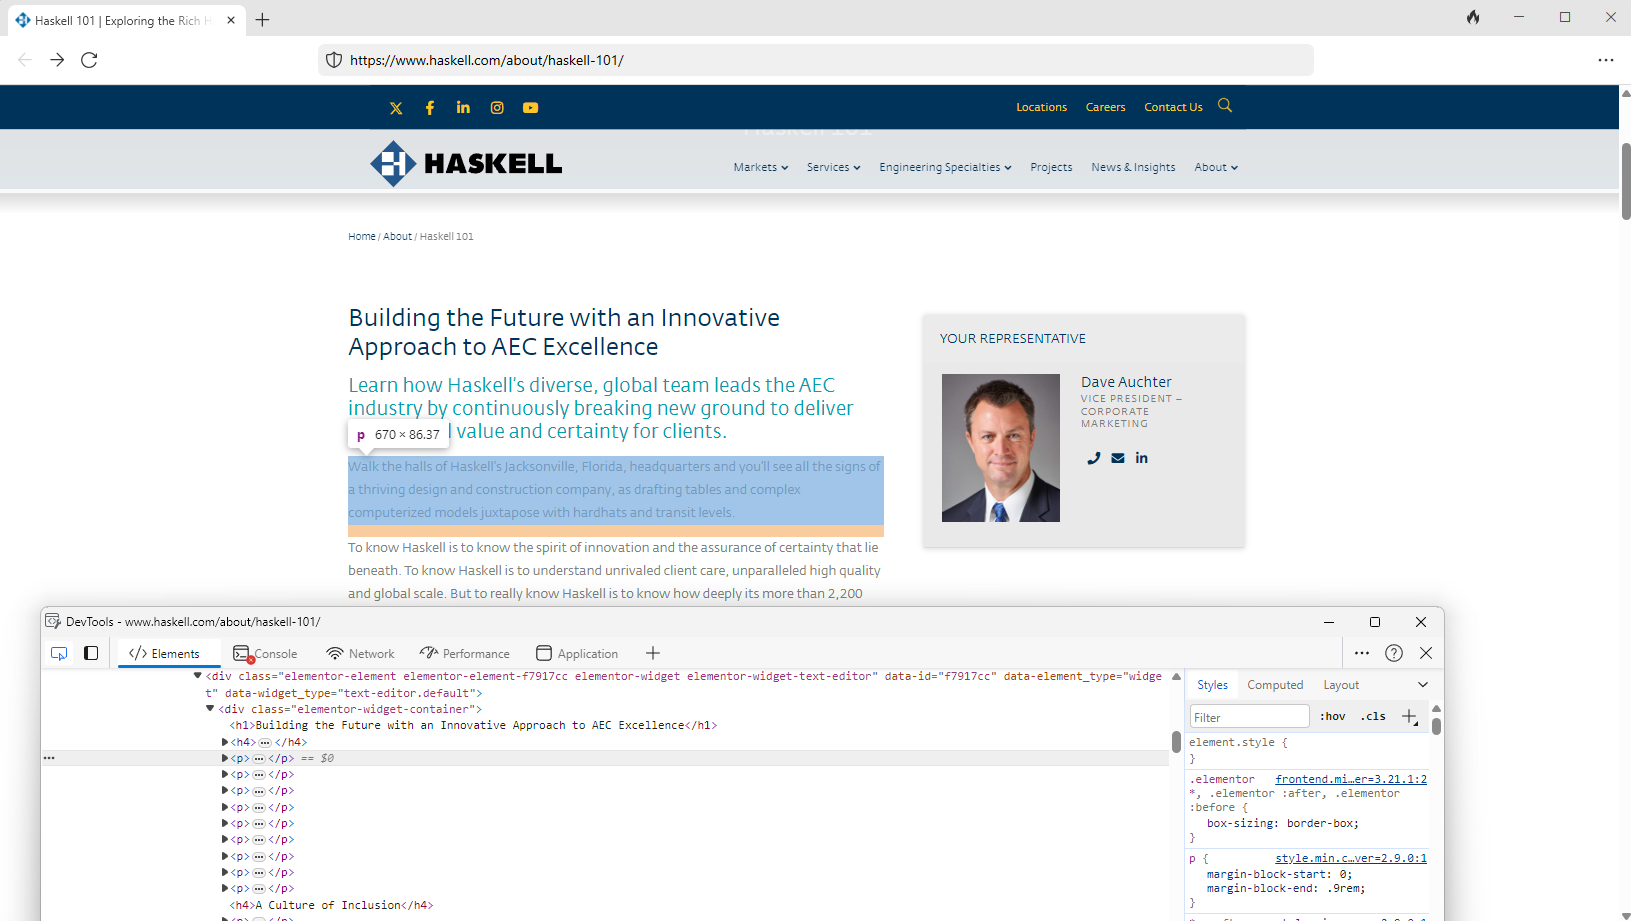 Haskell 101 | Exploring the Rich H
https://www.haskell.com/about/haskell-101/
Locations Careers Contact Us
Haskell 101
HASKELL
Markets Services Engineering Specialties Projects News & Insights About
Home / About / Haskell 101
Building the Future with an Innovative
Approach to AEC Excellence
Learn how Haskell's diverse, global team leads the AEC
industry by continuously breaking new ground to deliver
value and certainty for clients.
p 670 × 86.37
Walk the halls of Haskell's Jacksonville, Florida, headquarters and you'll see all the signs of
a thriving design and construction company, as drafting tables and complex
computerized models juxtapose with hardhats and transit levels.
To know Haskell is to know the spirit of innovation and the assurance of certainty that lie
beneath. To know Haskell is to understand unrivaled client care, unparalleled high quality
and global scale. But to really know Haskell is to know how deeply its more than 2,200
YOUR REPRESENTATIVE
Dave Auchter
VICE PRESIDENT –
CORPORATE
MARKETING
DevTools - www.haskell.com/about/haskell-101/
Elements Console Network Performance Application
<div class="elementor-element elementor-element-f7917cc elementor-widget elementor-widget-text-editor" data-id="f7917cc" data-element_type="widge
t" data-widget_type="text-editor.default">
<div class="elementor-widget-container">
<h1>Building the Future with an Innovative Approach to AEC Excellence</h1>
<h4>…</h4>
<p>…</p> == $0
<p>…</p>
<p>…</p>
<p>…</p>
<p>…</p>
<p>…</p>
<p>…</p>
<p>…</p>
<p>…</p>
<h4>A Culture of Inclusion</h4>
Styles Computed Layout
Filter :hov .cls
element.style {
}
.elementor frontend.mi…er=3.21.1:2
*, .elementor :after, .elementor
:before {
box-sizing: border-box;
}
p { style.min.c…ver=2.9.0:1
margin-block-start: 0;
margin-block-end: .9rem;
}